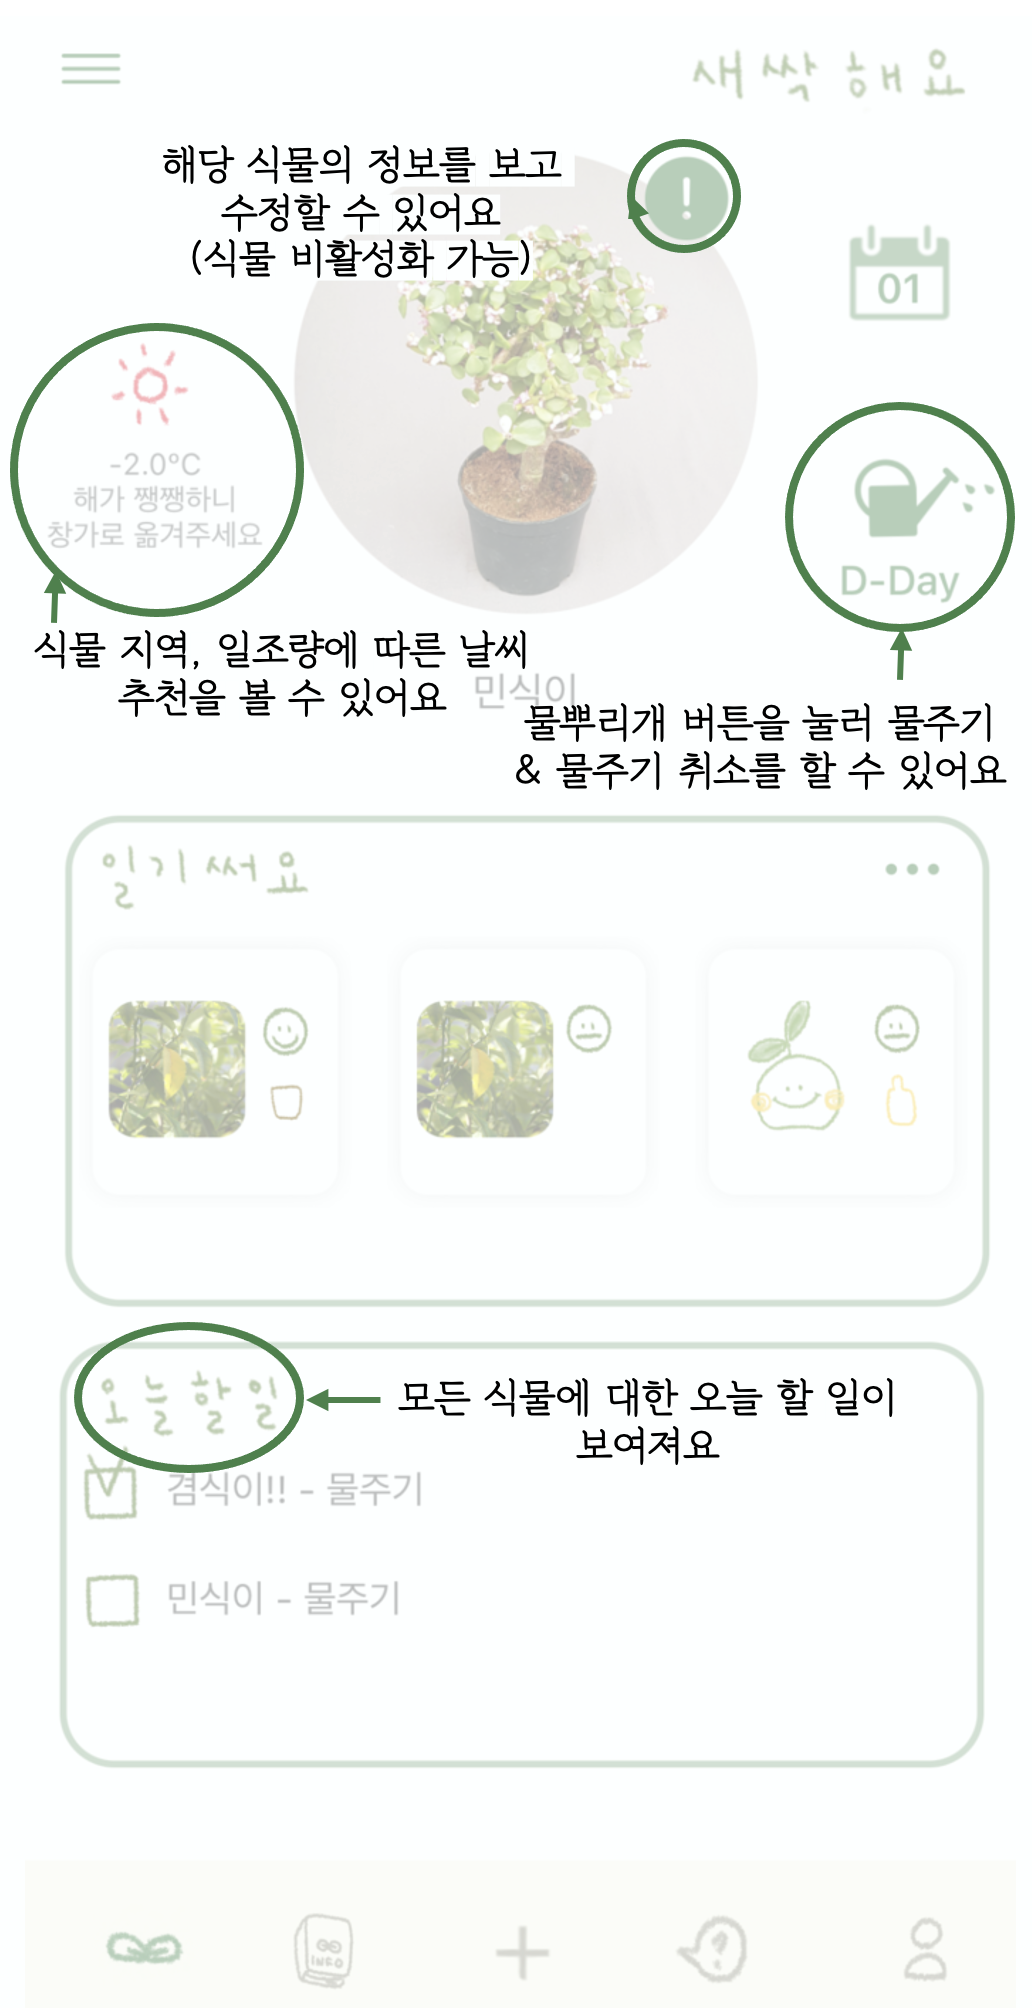 새싹해요
해당 식물의 정보를 보고
수정할 수 있어요
(식물 비활성화 가능)
!
01
-2.0°C
해가 쨍쨍하니
창가로 옮겨주세요
D-Day
식물 지역, 일조량에 따른 날씨
추천을 볼 수 있어요
민식이
물뿌리개 버튼을 눌러 물주기
& 물주기 취소를 할 수 있어요
일기써요
오늘할일
모든 식물에 대한 오늘 할 일이
보여져요
겸식이!! - 물주기
민식이 - 물주기
INFO